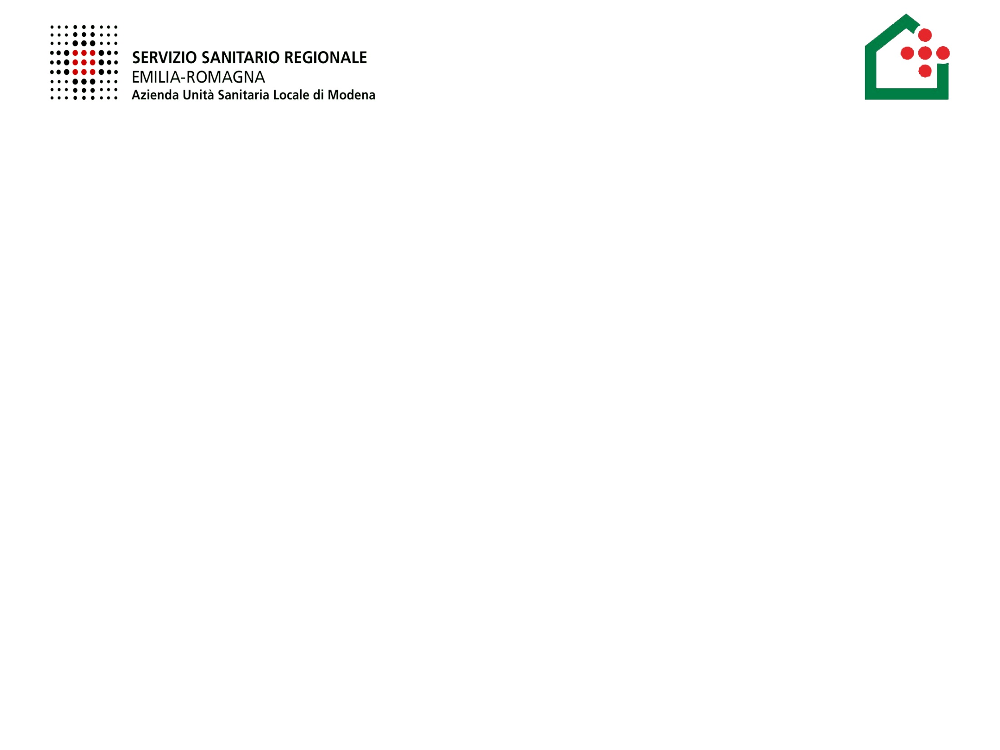 SERVIZIO SANITARIO REGIONALE
EMILIA-ROMAGNA
Azienda Unità Sanitaria Locale di Modena